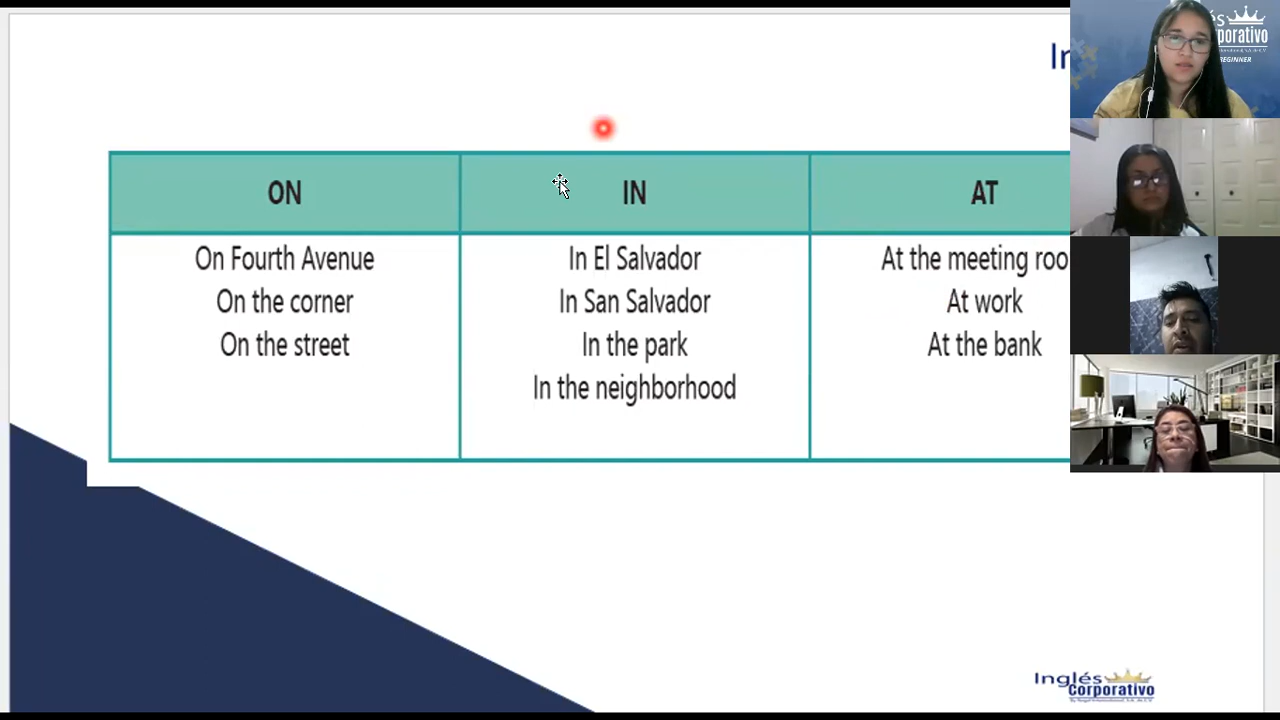 ON
IN
AT
On Fourth Avenue
On the corner
On the street
In El Salvador
In San Salvador
In the park
In the neighborhood
At the meeting roo
At work
At the bank
BEGINNER
Inglés
Corporativo